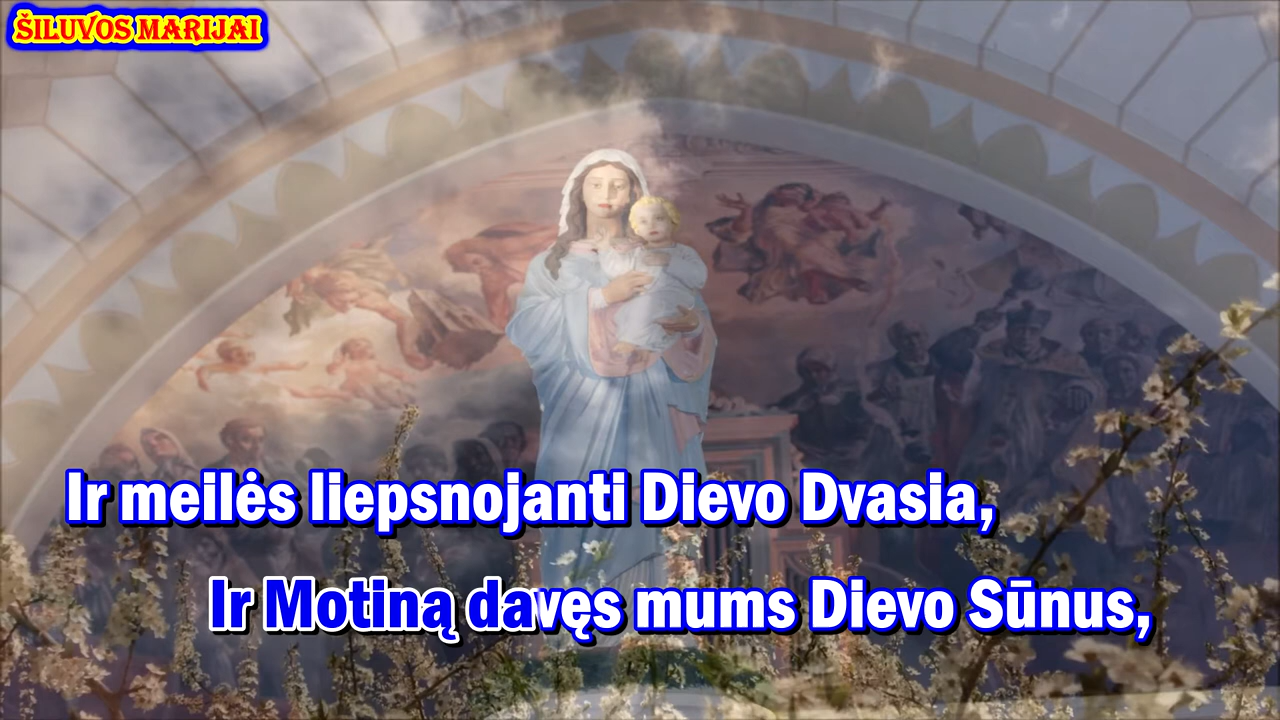 ŠILUVOS MARIJAI
Ir meilės liepsnojanti Dievo Dvasia,
Ir Motiną davęs mums Dievo Sūnus,